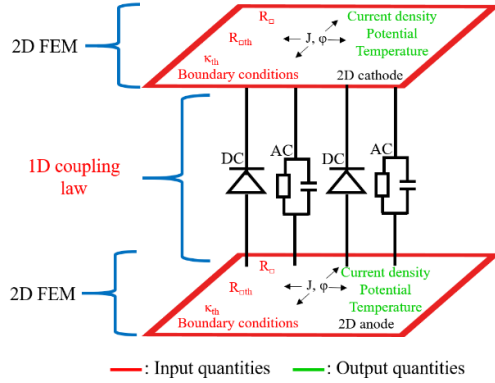 2D FEM
R□
R□th
κth
Boundary conditions
J, φ
Current density
Potential
Temperature
2D cathode
1D coupling
law
DC
AC
DC
AC
2D FEM
R□
R□th
κth
Boundary conditions
J, φ
Current density
Potential
Temperature
2D anode
: Input quantities
: Output quantities